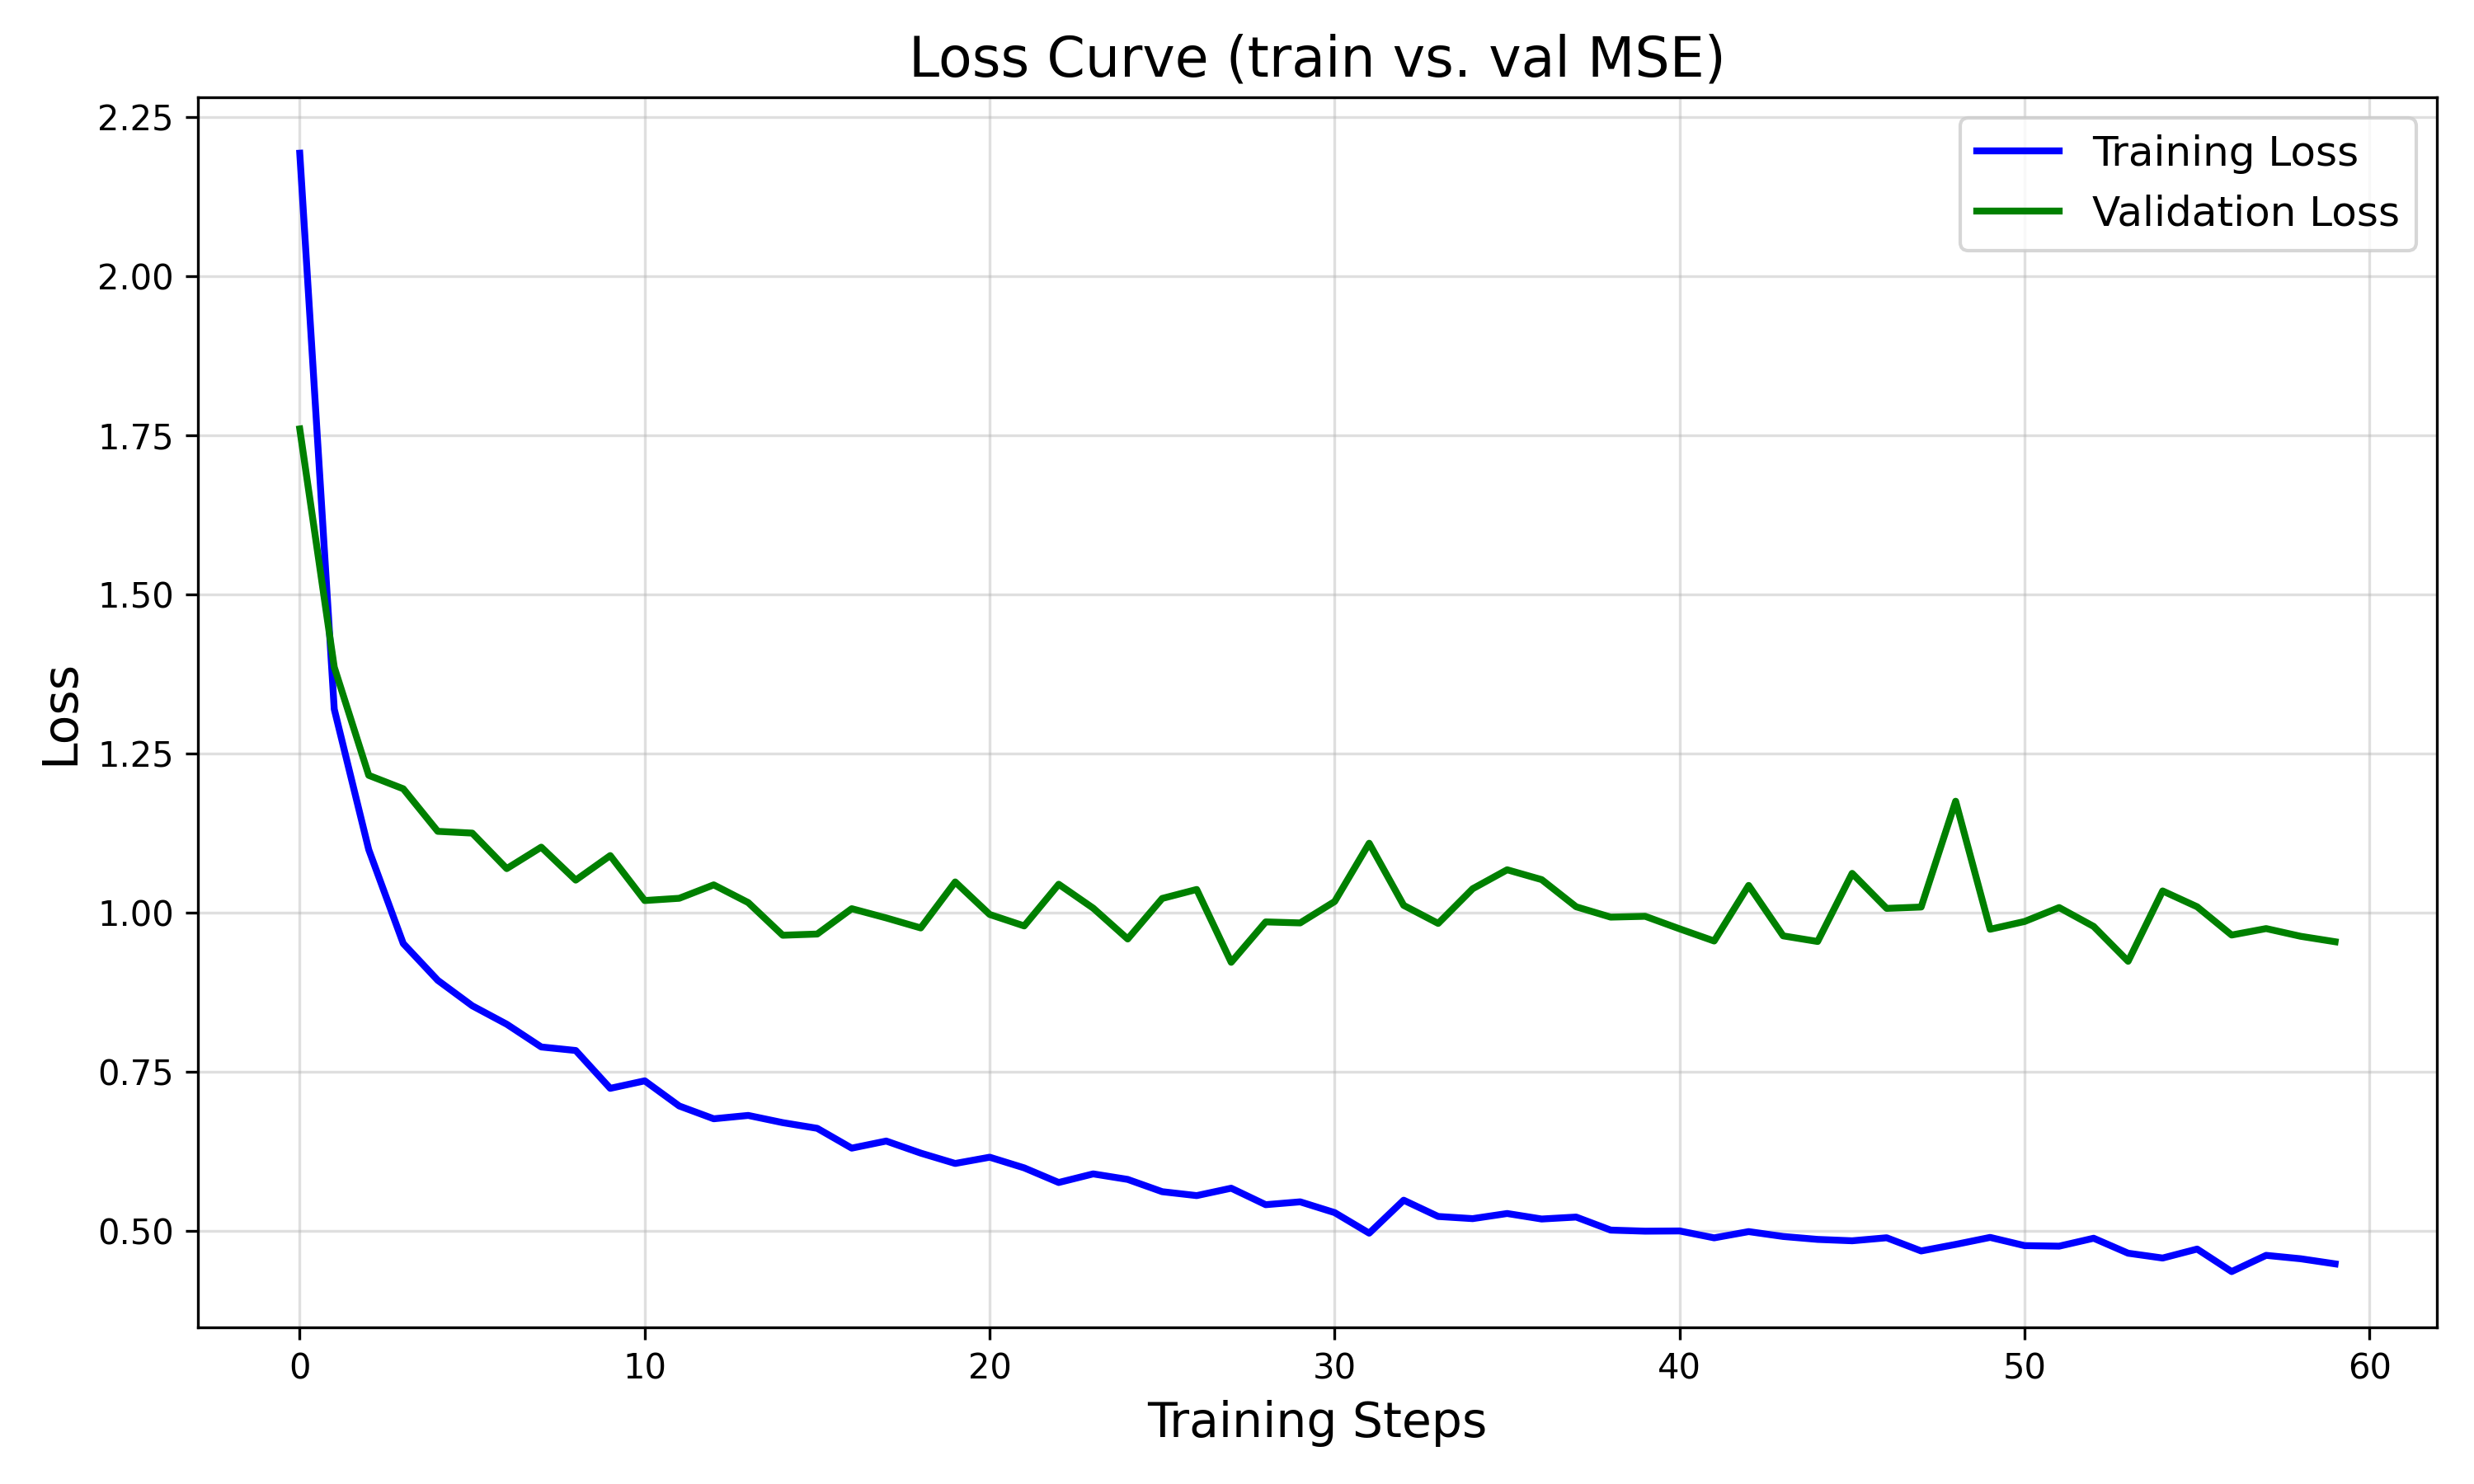 Loss Curve (train vs. val MSE)
Training Loss
Validation Loss
Loss
2.25
2.00
1.75
1.50
1.25
1.00
0.75
0.50
0 10 20 30 40 50 60
Training Steps